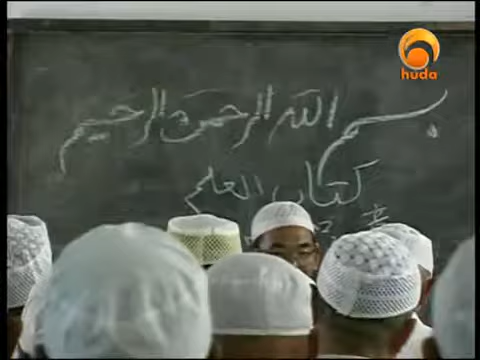 huda
بسم الله الرحمن الرحيم
كتاب العلم